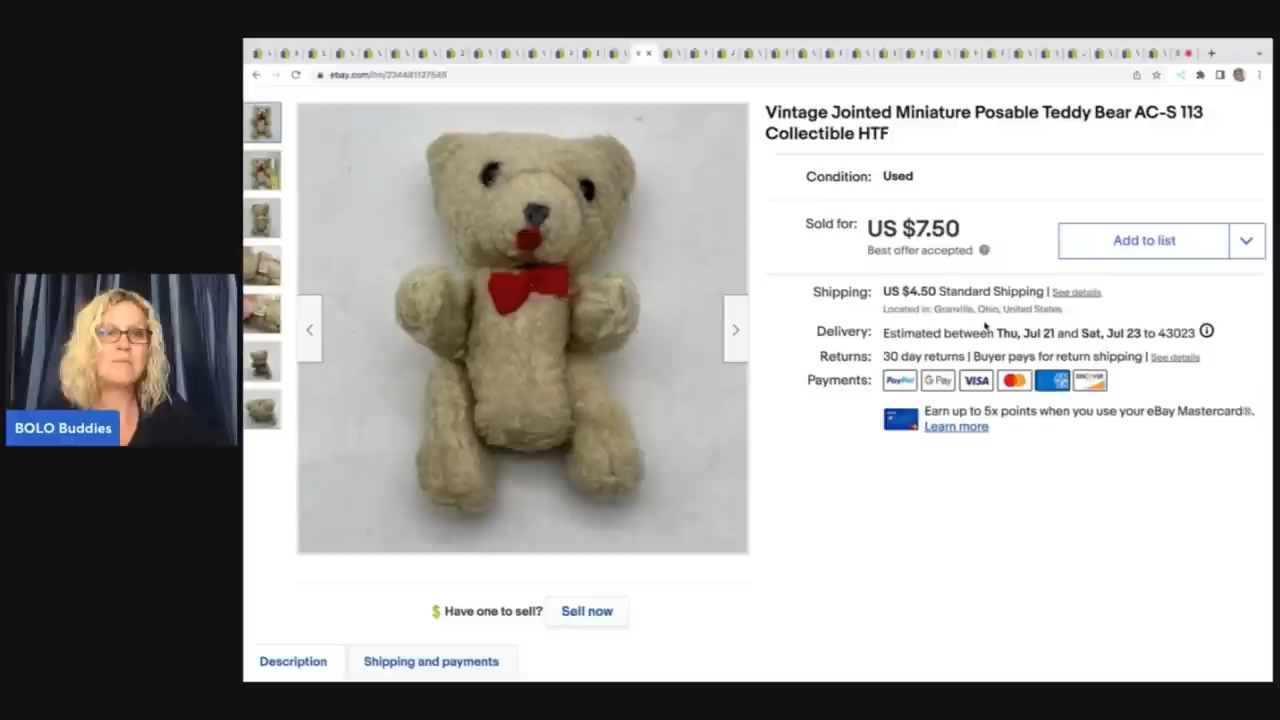 ebay.com/itm/234481127545
Vintage Jointed Miniature Posable Teddy Bear AC-S 113
Collectible HTF
Condition: Used
Sold for: US $7.50
Best offer accepted
Add to list
Shipping: US $4.50 Standard Shipping | See details
Located in: Granville, Ohio, United States
Delivery: Estimated between Thu, Jul 21 and Sat, Jul 23 to 43023
Returns: 30 day returns | Buyer pays for return shipping | See details
Payments: PayPal G Pay VISA DISCOVER
Earn up to 5x points when you use your eBay Mastercard®.
Learn more
BOLO Buddies
$ Have one to sell? Sell now
Description Shipping and payments